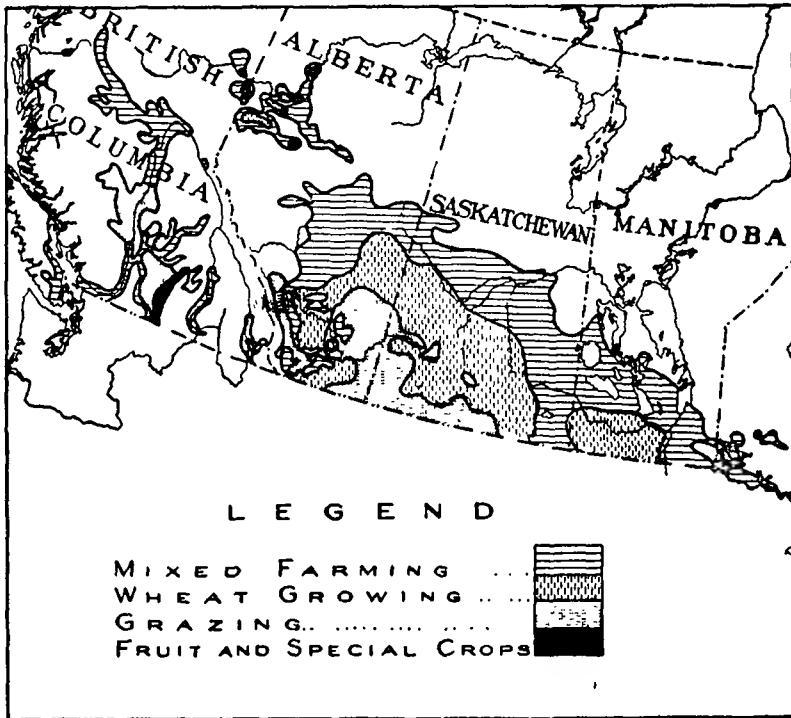 BRITISH
COLUMBIA
ALBERTA
SASKATCHEWAN
MANITOBA
LEGEND
MIXED FARMING ...
WHEAT GROWING .. ...
GRAZING.. ..... .... .. . .
FRUIT AND SPECIAL CROPS